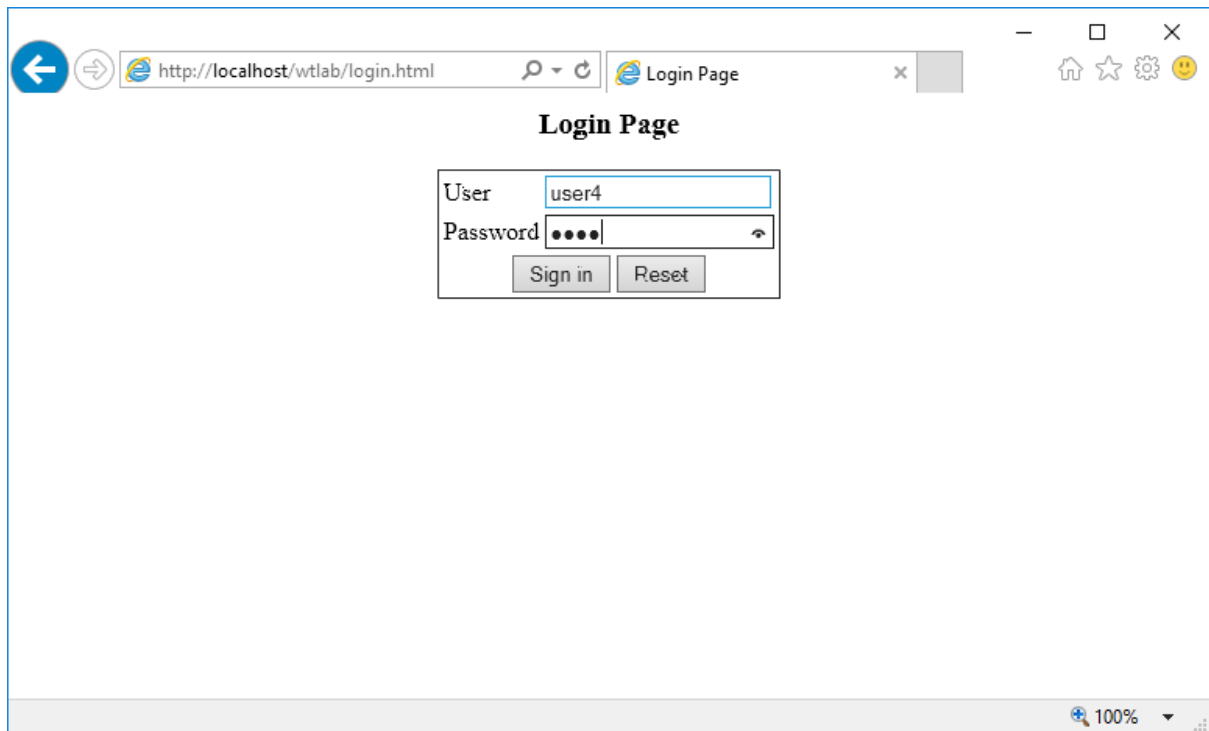 http://localhost/wtlab/login.html Login Page
Login Page
User user4
Password ••••
Sign in Reset
100%